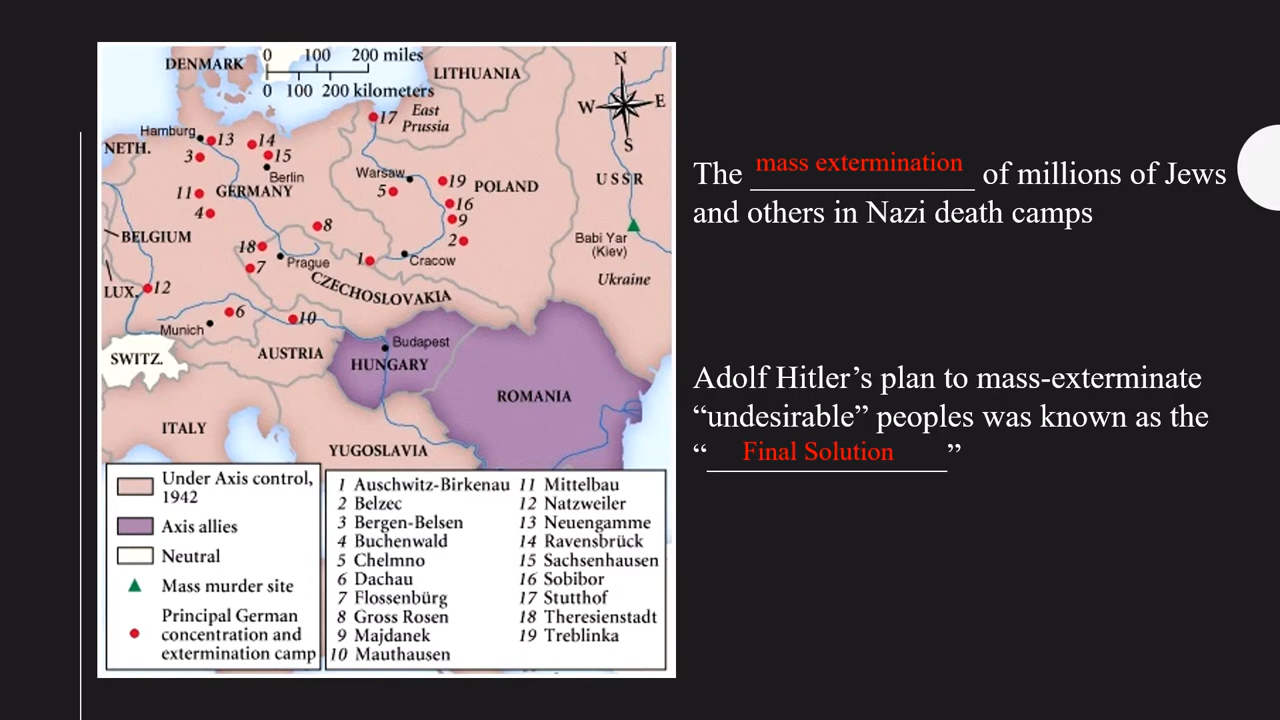 DENMARK
0 100 200 miles
0 100 200 kilometers
LITHUANIA
N
W E
S
17 East
Prussia
Hamburg
13
14
NETH.
3
15
Berlin
Warsaw
19
POLAND
USSR
11 GERMANY
5
16
4
9
8
BELGIUM
2
Babi Yar
(Kiev)
18
Prague
1
Cracow
7
CZECHOSLOVAKIA
Ukraine
LUX.
12
6
10
Munich
Budapest
SWITZ.
AUSTRIA
HUNGARY
ROMANIA
ITALY
YUGOSLAVIA
Under Axis control,
1942
Axis allies
Neutral
Mass murder site
Principal German
concentration and
extermination camp
1 Auschwitz-Birkenau
2 Belzec
3 Bergen-Belsen
4 Buchenwald
5 Chelmno
6 Dachau
7 Flossenbürg
8 Gross Rosen
9 Majdanek
10 Mauthausen
11 Mittelbau
12 Natzweiler
13 Neuengamme
14 Ravensbrück
15 Sachsenhausen
16 Sobibor
17 Stutthof
18 Theresienstadt
19 Treblinka
The mass extermination of millions of Jews
and others in Nazi death camps
Adolf Hitler’s plan to mass-exterminate
“undesirable” peoples was known as the
“Final Solution”